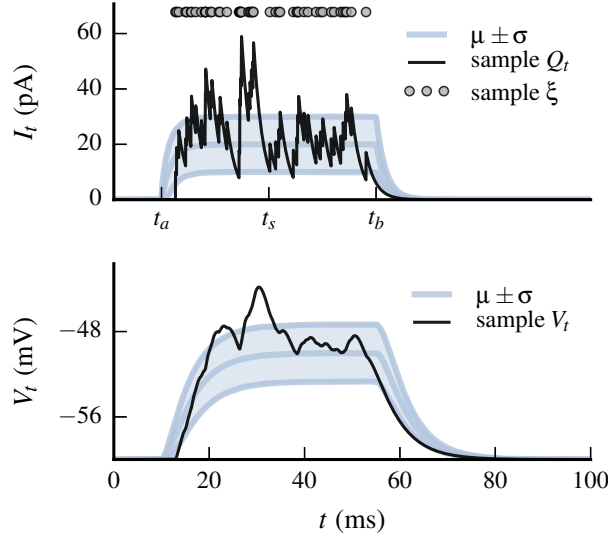 60
40
20
0
I_t (pA)
μ ± σ
sample Q_t
sample ξ
t_a
t_s
t_b
−48
−56
V_t (mV)
μ ± σ
sample V_t
0
20
40
60
80
100
t (ms)